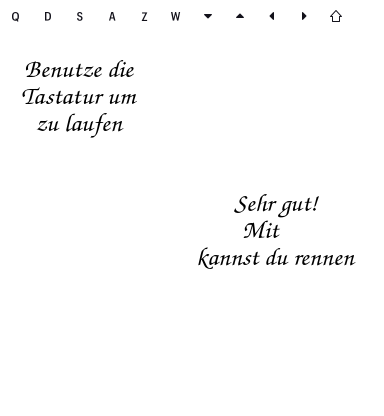 Q D S A Z W
Benutze die
Tastatur um
zu laufen
Sehr gut!
Mit
kannst du rennen